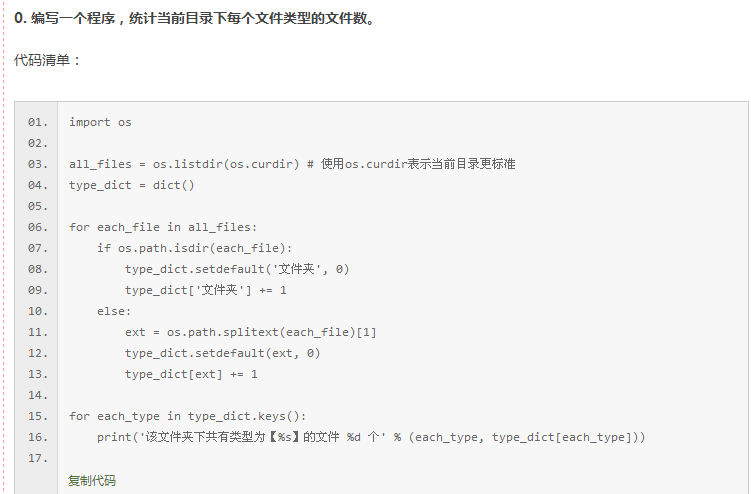 0. 编写一个程序，统计当前目录下每个文件类型的文件数。
代码清单：
01. import os
02.
03. all_files = os.listdir(os.curdir) # 使用os.curdir表示当前目录更标准
04. type_dict = dict()
05.
06. for each_file in all_files:
07.     if os.path.isdir(each_file):
08.         type_dict.setdefault('文件夹', 0)
09.         type_dict['文件夹'] += 1
10.     else:
11.         ext = os.path.splitext(each_file)[1]
12.         type_dict.setdefault(ext, 0)
13.         type_dict[ext] += 1
14.
15. for each_type in type_dict.keys():
16.     print('该文件夹下共有类型为【%s】的文件 %d 个' % (each_type, type_dict[each_type]))
17.
复制代码